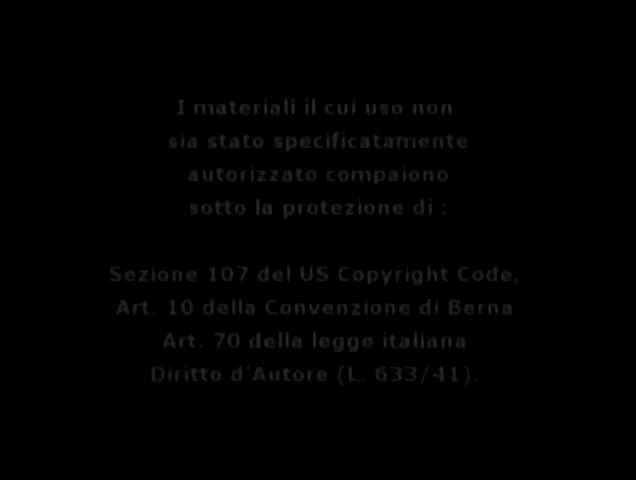 I materiali il cui uso non
sia stato specificatamente
autorizzato compaiono
sotto la protezione di :
Sezione 107 del US Copyright Code,
Art. 10 della Convenzione di Berna
Art. 70 della legge italiana
Diritto d'Autore (L. 633/41).